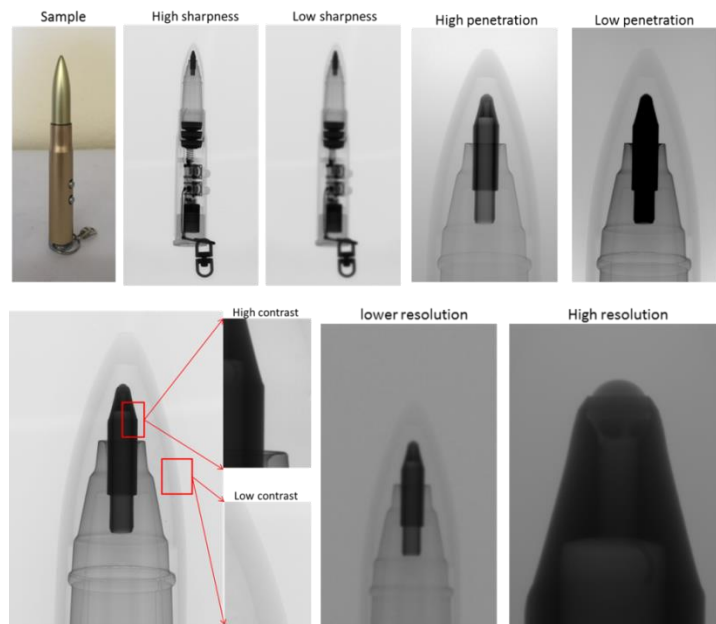 Sample
High sharpness
Low sharpness
High penetration
Low penetration
High contrast
Low contrast
lower resolution
High resolution